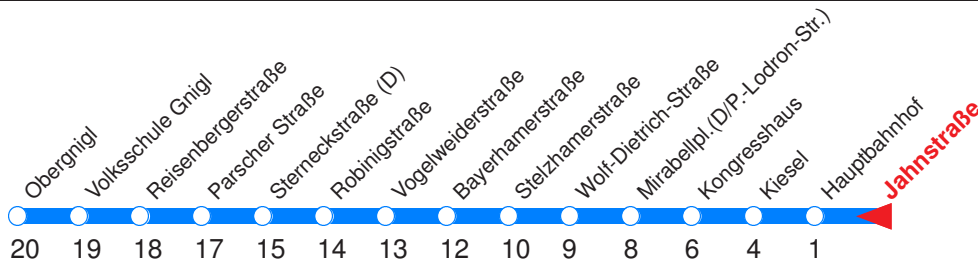 Obergnigl
Volksschule Gnigl
Reisenbergerstraße
Parscher Straße
Sterneckstraße (D)
Robinigstraße
Vogelweiderstraße
Bayerhamerstraße
Stelzhamerstraße
Wolf-Dietrich-Straße
Mirabellpl.(D/P.-Lodron-Str.)
Kongresshaus
Kiesel
Hauptbahnhof
Jahnstraße
20 19 18 17 15 14 13 12 10 9 8 6 4 1